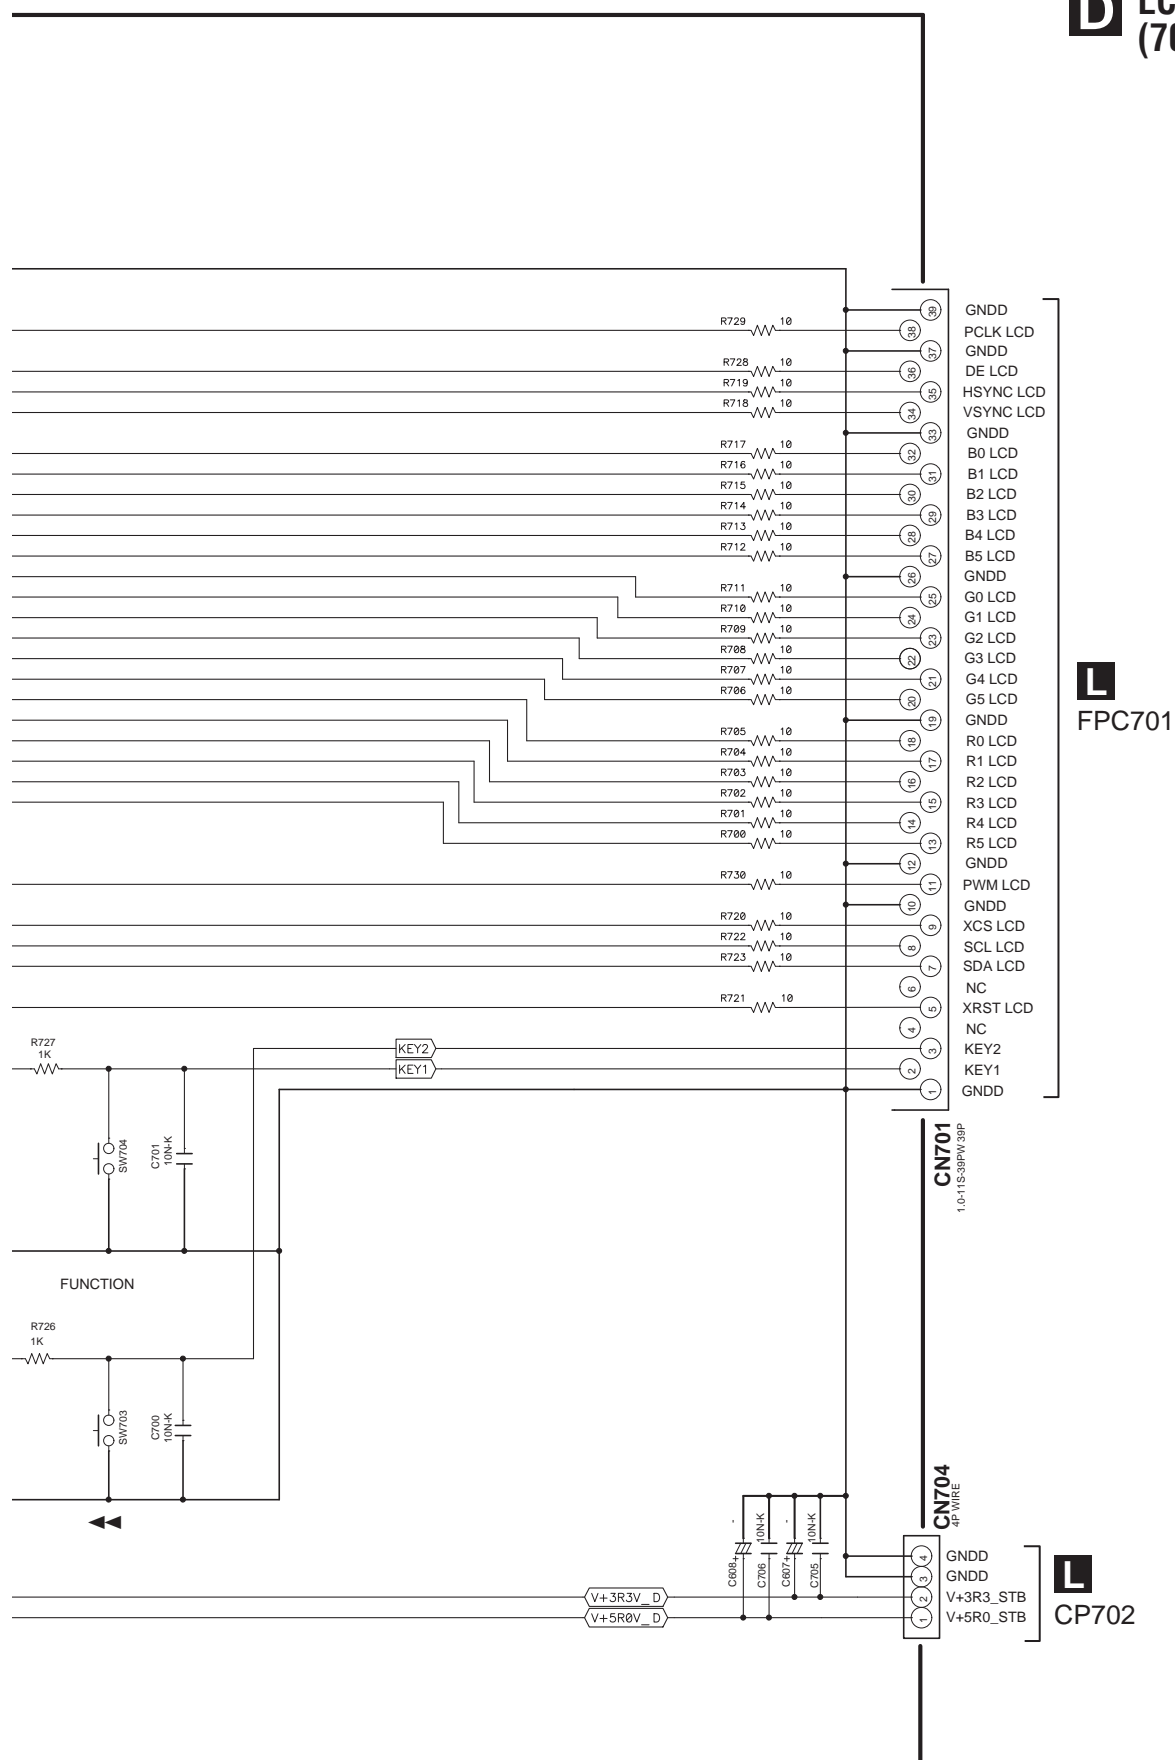 D
R729 10
R728 10
R719 10
R718 10
R717 10
R716 10
R715 10
R714 10
R713 10
R712 10
R711 10
R710 10
R709 10
R708 10
R707 10
R706 10
R705 10
R704 10
R703 10
R702 10
R701 10
R700 10
R730 10
R720 10
R722 10
R723 10
R721 10
39 GNDD
38 PCLK LCD
37 GNDD
36 DE LCD
35 HSYNC LCD
34 VSYNC LCD
33 GNDD
32 B0 LCD
31 B1 LCD
30 B2 LCD
29 B3 LCD
28 B4 LCD
27 B5 LCD
26 GNDD
25 G0 LCD
24 G1 LCD
23 G2 LCD
22 G3 LCD
21 G4 LCD
20 G5 LCD
19 GNDD
18 R0 LCD
17 R1 LCD
16 R2 LCD
15 R3 LCD
14 R4 LCD
13 R5 LCD
12 GNDD
11 PWM LCD
10 GNDD
9 XCS LCD
8 SCL LCD
7 SDA LCD
6 NC
5 XRST LCD
4 NC
3 KEY2
2 KEY1
1 GNDD
L
FPC701
R727
1K
KEY2
KEY1
SW704
C701
10N-K
CN701
1.0-11S-39PW 39P
FUNCTION
R726
1K
SW703
C700
10N-K
CN704
4P WIRE
C608 + -
C706 10N-K
C607 + -
C705 10N-K
4 GNDD
3 GNDD
2 V+3R3_STB
1 V+5R0_STB
V+3R3V_D
V+5R0V_D
L
CP702